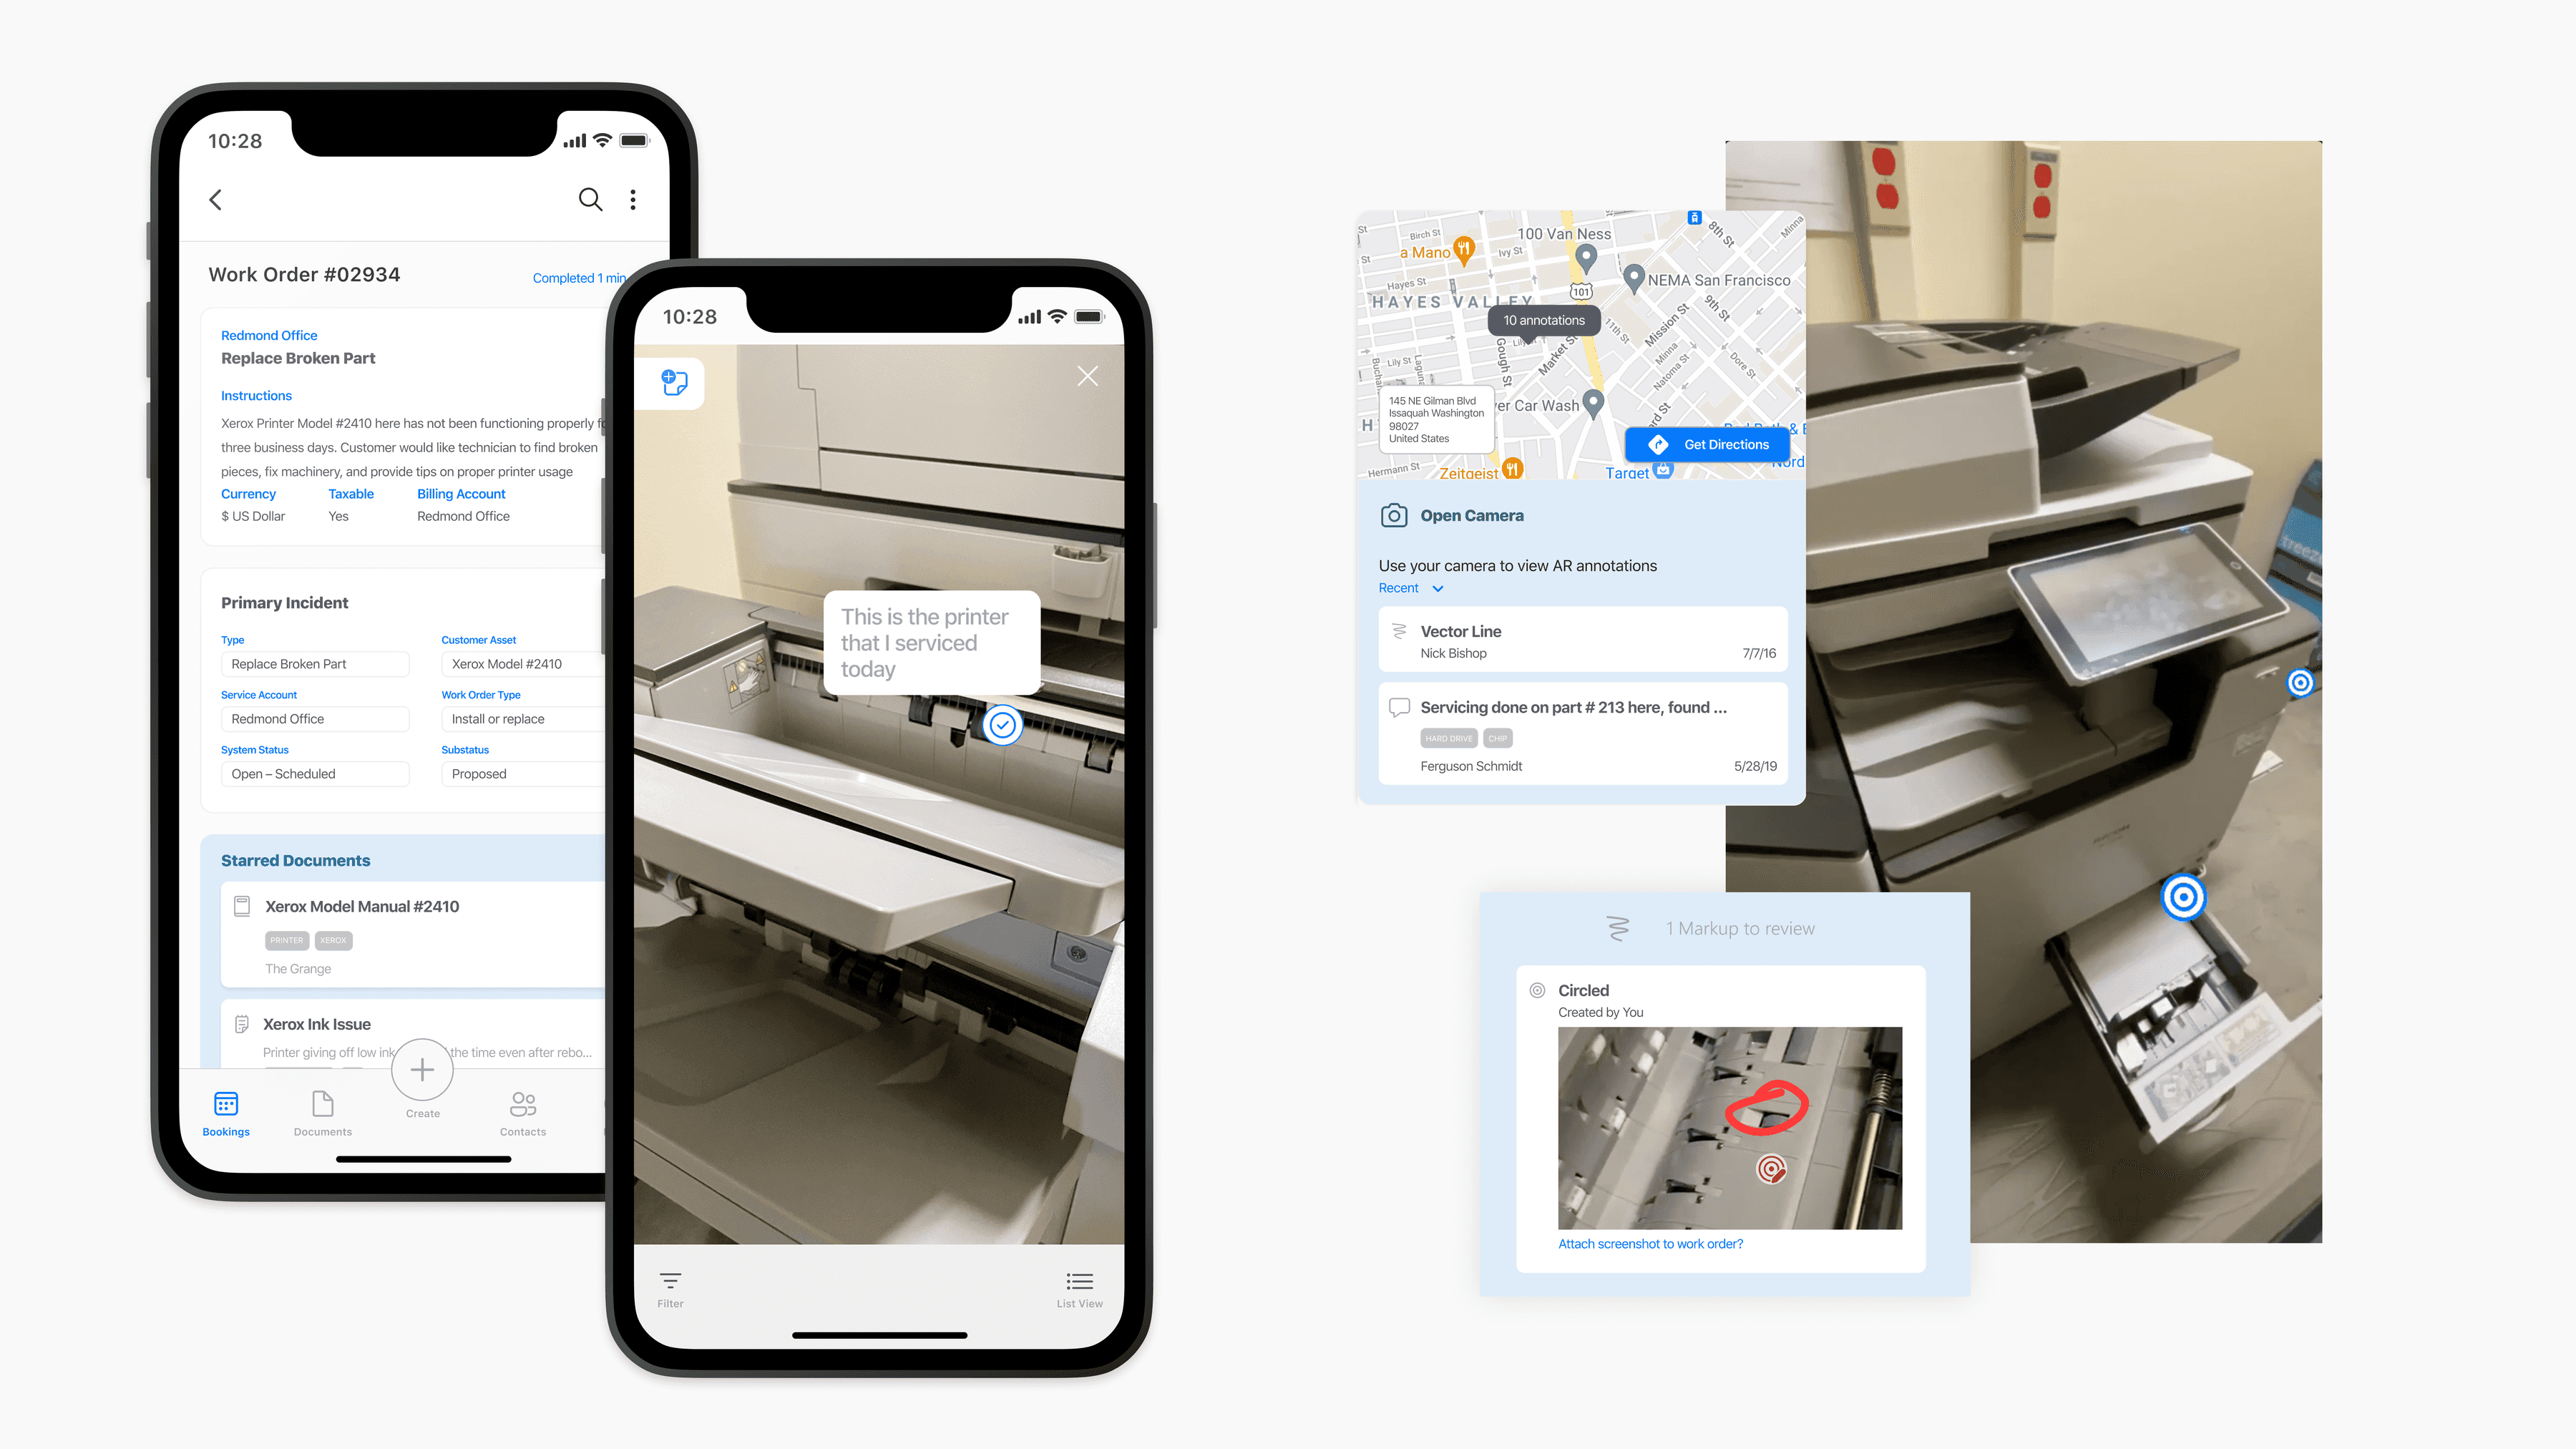 10:28
Work Order #02934
Completed 1 min
Redmond Office
Replace Broken Part
Instructions
Xerox Printer Model #2410 here has not been functioning properly
three business days. Customer would like technician to find broken
pieces, fix machinery, and provide tips on proper printer usage
Currency Taxable Billing Account
$ US Dollar Yes Redmond Office
Primary Incident
Type Customer Asset
Replace Broken Part Xerox Model #2410
Service Account Work Order Type
Redmond Office Install or replace
System Status Substatus
Open – Scheduled Proposed
Starred Documents
Xerox Model Manual #2410
PRINTER XEROX
The Grange
Xerox Ink Issue
Printer giving off low ink the time even after rebo...
Bookings Documents Create Contacts
10:28
This is the printer
that I serviced
today
Filter List View
Birch St
100 Van Ness
8th St
Minna
a Mano
Ivy St
NEMA San Francisco
Hayes St
101
HAYES VALLEY
9th St
10 annotations
11th St
Mission St
Lily St
Gough St
Market St
Minna St
Natoma St
Dore St
Lily St
Laguna
145 NE Gilman Blvd
Issaquah Washington
98027
United States
er Car Wash
Get Directions
Hermann St
Zeitgeist
Target
Nord
Open Camera
Use your camera to view AR annotations
Recent
Vector Line
Nick Bishop 7/7/16
Servicing done on part # 213 here, found ...
HARD DRIVE CHIP
Ferguson Schmidt 5/28/19
1 Markup to review
Circled
Created by You
Attach screenshot to work order?